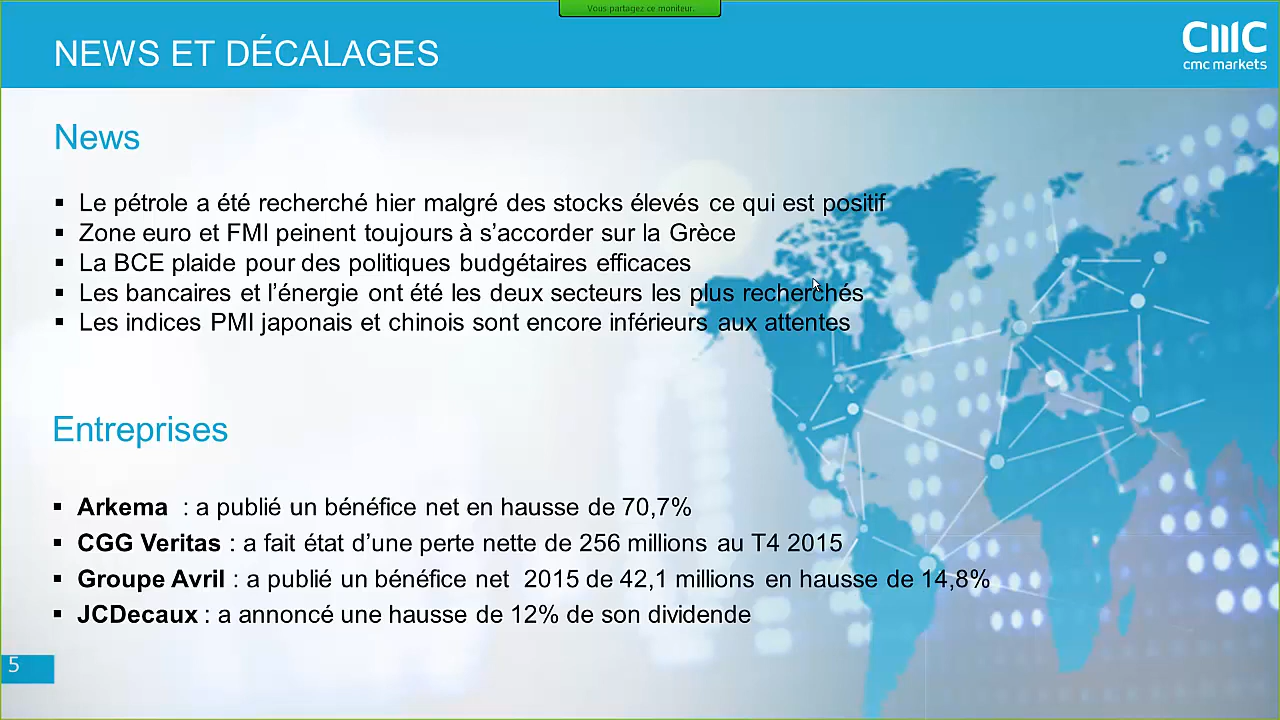 Vous partagez ce moniteur.
NEWS ET DÉCALAGES
CMC
cmc markets
News
▪ Le pétrole a été recherché hier malgré des stocks élevés ce qui est positif
▪ Zone euro et FMI peinent toujours à s’accorder sur la Grèce
▪ La BCE plaide pour des politiques budgétaires efficaces
▪ Les bancaires et l’énergie ont été les deux secteurs les plus recherchés
▪ Les indices PMI japonais et chinois sont encore inférieurs aux attentes
Entreprises
▪ Arkema : a publié un bénéfice net en hausse de 70,7%
▪ CGG Veritas : a fait état d’une perte nette de 256 millions au T4 2015
▪ Groupe Avril : a publié un bénéfice net 2015 de 42,1 millions en hausse de 14,8%
▪ JCDecaux : a annoncé une hausse de 12% de son dividende
5